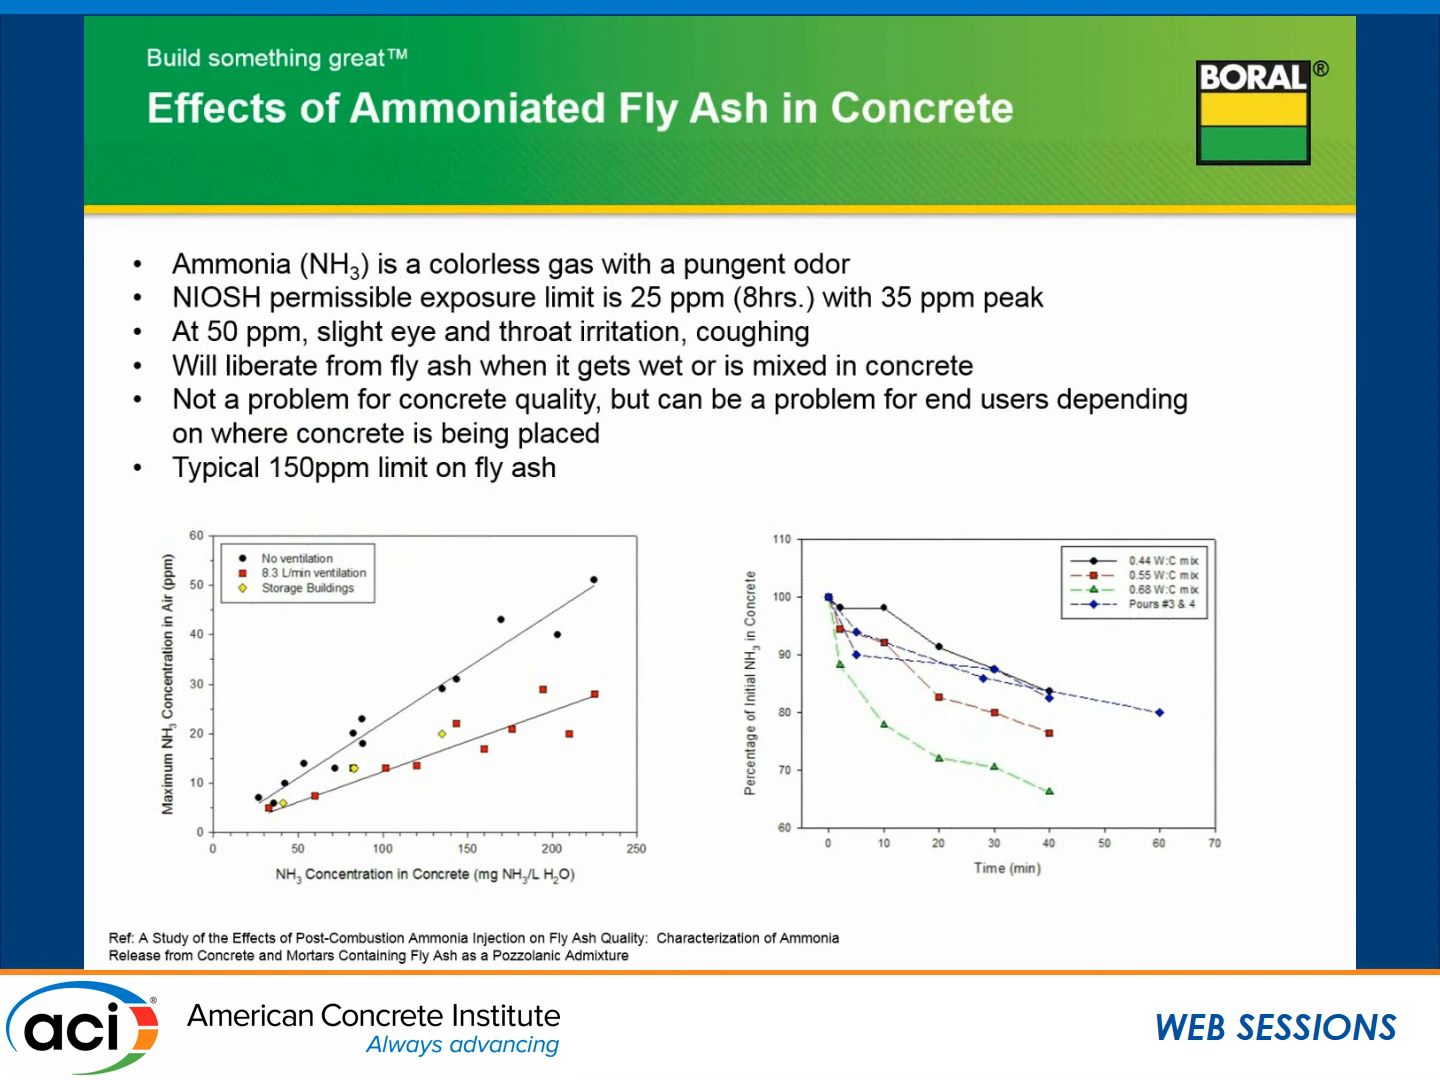 Build something great™
Effects of Ammoniated Fly Ash in Concrete
BORAL®
• Ammonia (NH₃) is a colorless gas with a pungent odor
• NIOSH permissible exposure limit is 25 ppm (8hrs.) with 35 ppm peak
• At 50 ppm, slight eye and throat irritation, coughing
• Will liberate from fly ash when it gets wet or is mixed in concrete
• Not a problem for concrete quality, but can be a problem for end users depending
on where concrete is being placed
• Typical 150ppm limit on fly ash
Maximum NH₃ Concentration in Air (ppm)
60
50
40
30
20
10
0
No ventilation
8.3 L/min ventilation
Storage Buildings
0 50 100 150 200 250
NH₃ Concentration in Concrete (mg NH₃/L H₂O)
Percentage of Initial NH₃ in Concrete
110
100
90
80
70
60
0.44 W:C mix
0.55 W:C mix
0.68 W:C mix
Pours #3 & 4
0 10 20 30 40 50 60 70
Time (min)
Ref: A Study of the Effects of Post-Combustion Ammonia Injection on Fly Ash Quality: Characterization of Ammonia
Release from Concrete and Mortars Containing Fly Ash as a Pozzolanic Admixture
aci®
American Concrete Institute
Always advancing
WEB SESSIONS